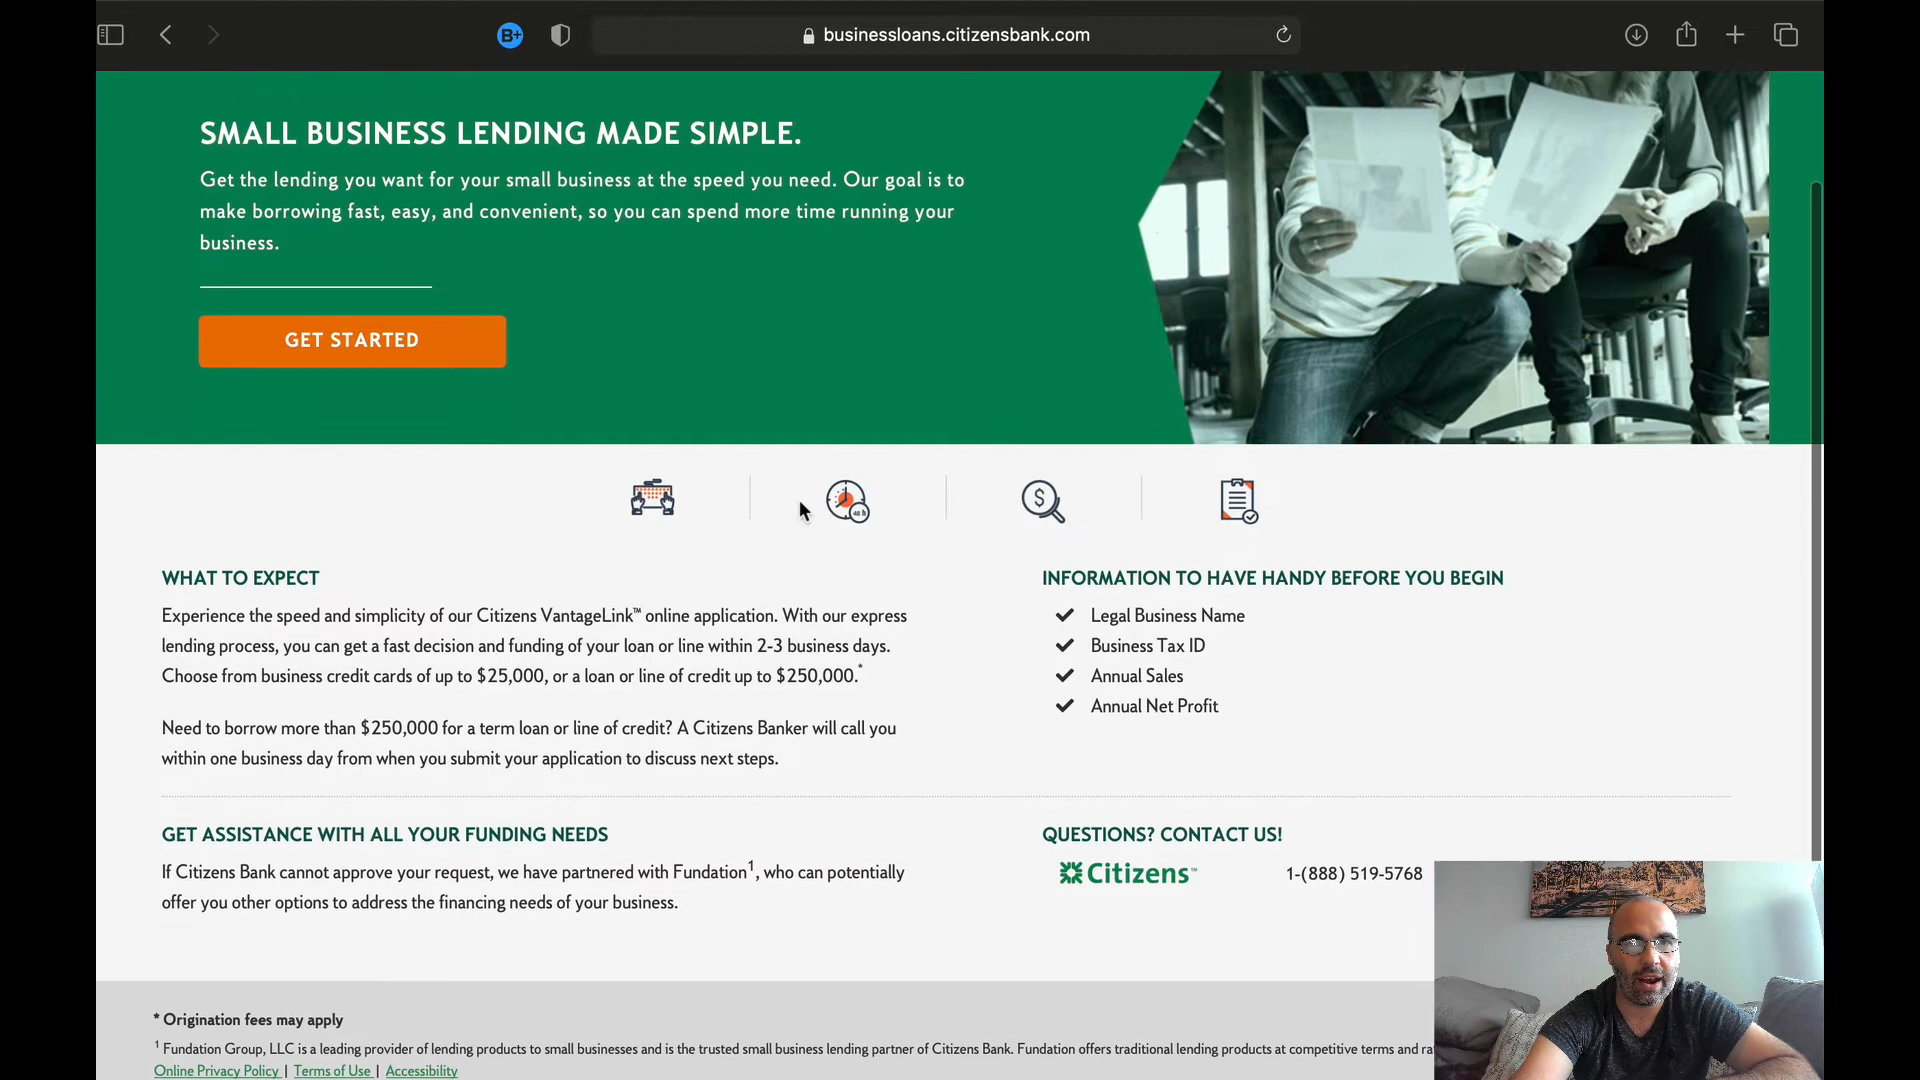 B+
businessloans.citizensbank.com
SMALL BUSINESS LENDING MADE SIMPLE.
Get the lending you want for your small business at the speed you need. Our goal is to
make borrowing fast, easy, and convenient, so you can spend more time running your
business.
GET STARTED
48 h
$
WHAT TO EXPECT
Experience the speed and simplicity of our Citizens VantageLink™ online application. With our express
lending process, you can get a fast decision and funding of your loan or line within 2-3 business days.
Choose from business credit cards of up to $25,000, or a loan or line of credit up to $250,000.*
Need to borrow more than $250,000 for a term loan or line of credit? A Citizens Banker will call you
within one business day from when you submit your application to discuss next steps.
INFORMATION TO HAVE HANDY BEFORE YOU BEGIN
Legal Business Name
Business Tax ID
Annual Sales
Annual Net Profit
GET ASSISTANCE WITH ALL YOUR FUNDING NEEDS
If Citizens Bank cannot approve your request, we have partnered with Fundation¹, who can potentially
offer you other options to address the financing needs of your business.
QUESTIONS? CONTACT US!
Citizens™ 1-(888) 519-5768
* Origination fees may apply
¹ Fundation Group, LLC is a leading provider of lending products to small businesses and is the trusted small business lending partner of Citizens Bank. Fundation offers traditional lending products at competitive terms and ra
Online Privacy Policy | Terms of Use | Accessibility